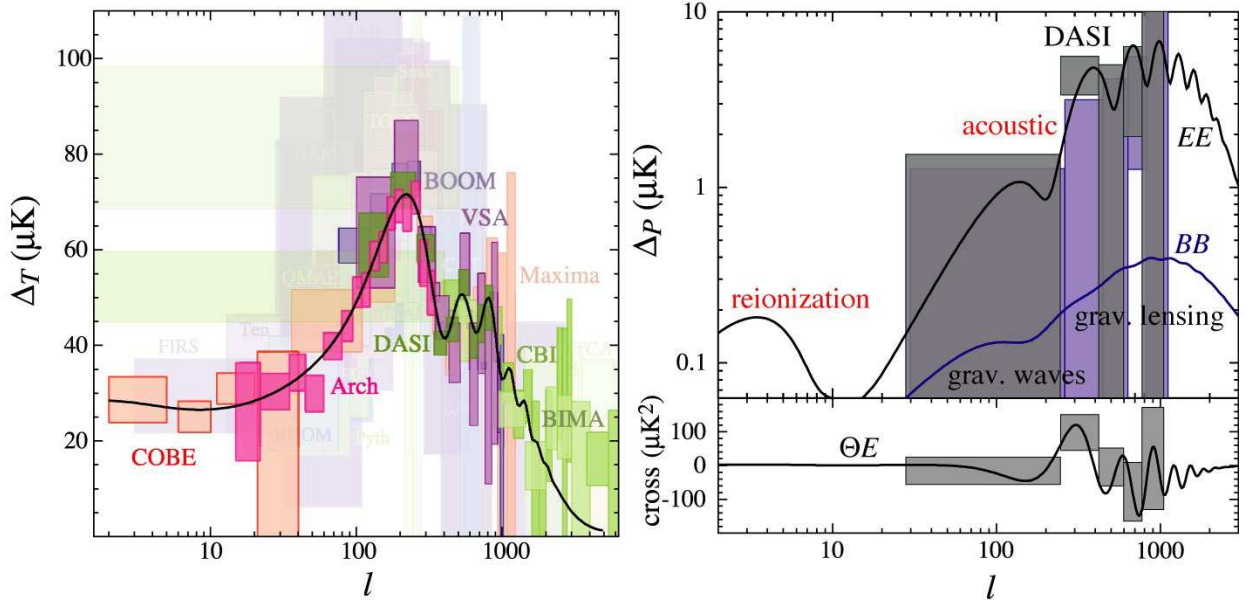 100
80
60
40
20
Δ_T (μK)
Sask
TOCO
BAM
BOOM
VSA
QMAP
Maxima
DASI
Ten
FIRS
CBI
Arch
BIMA
Pyth
COBE
10
100
1000
l
10
1
0.1
Δ_P (μK)
DASI
acoustic
EE
BB
reionization
grav. lensing
grav. waves
100
0
-100
cross (μK²)
ΘE
10
100
1000
l